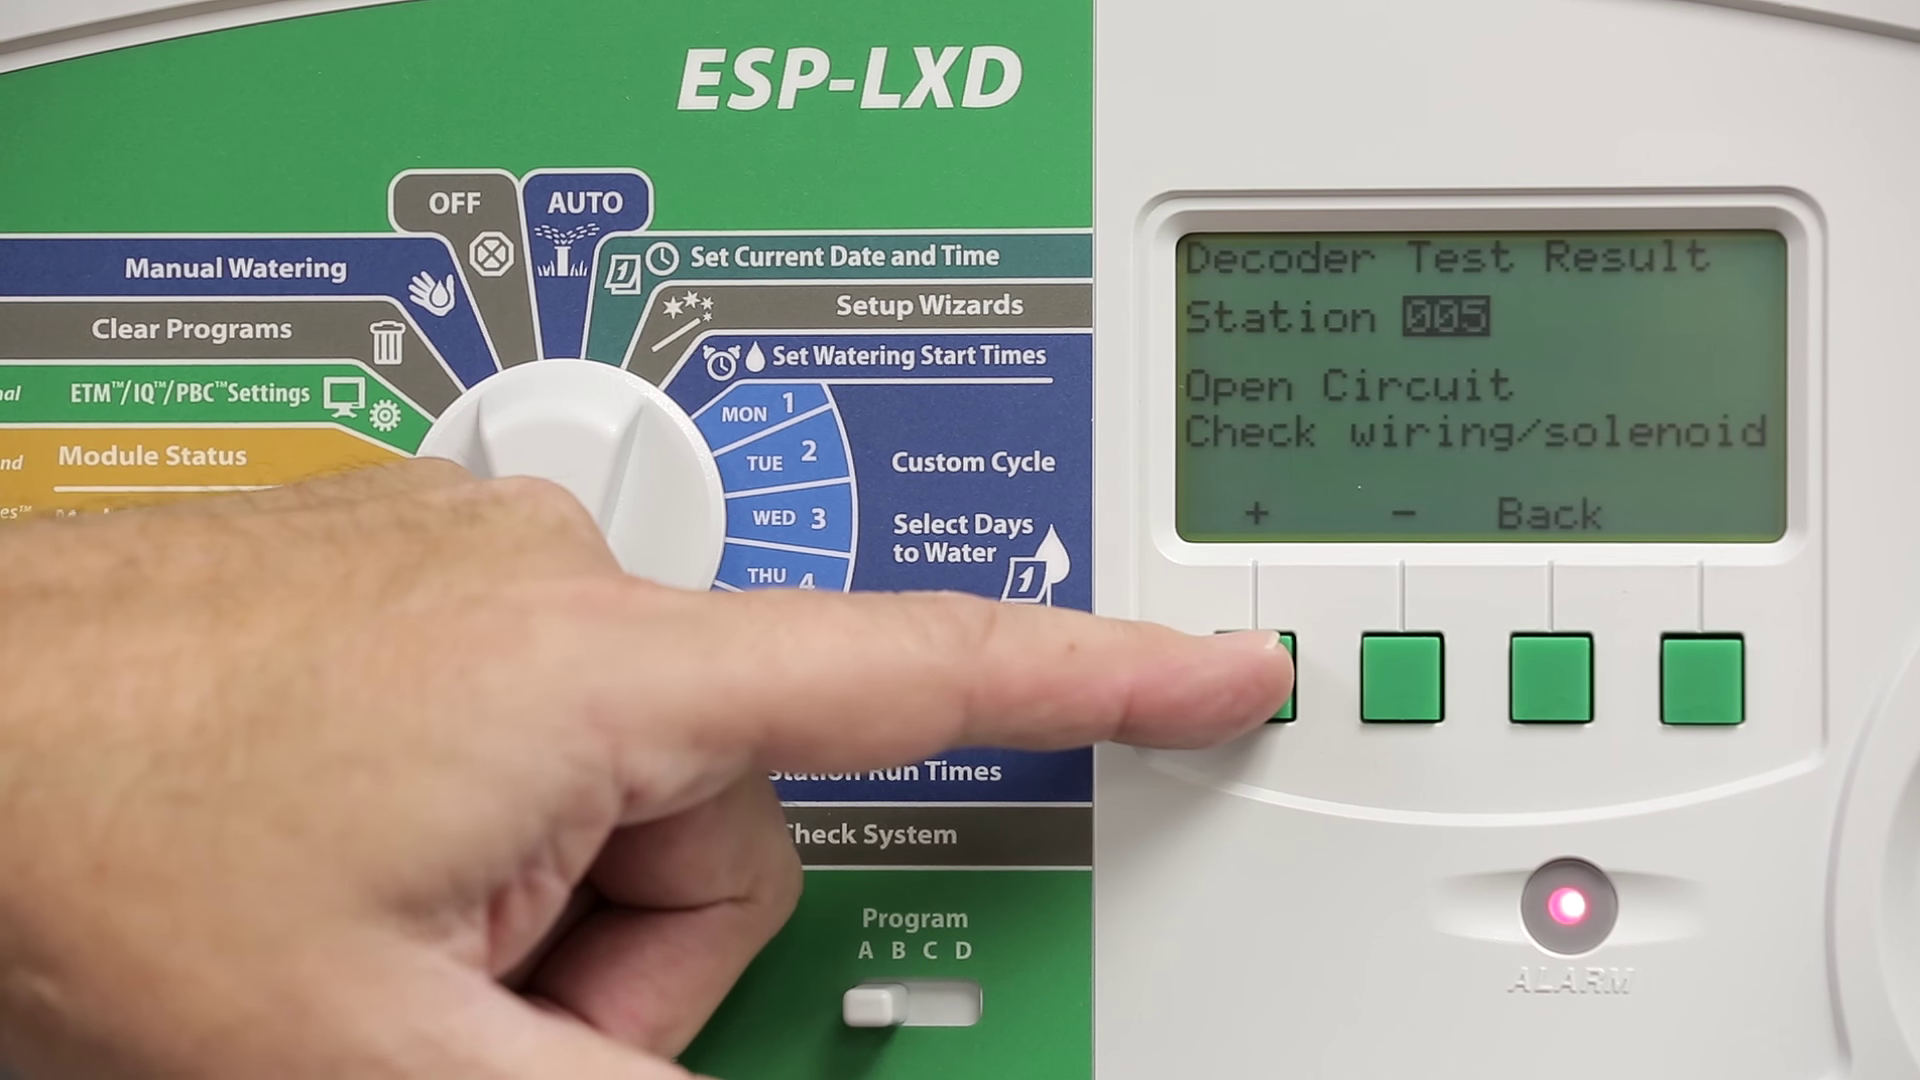 ESP-LXD
OFF
AUTO
Manual Watering
Set Current Date and Time
Clear Programs
Setup Wizards
ETM™/IQ™/PBC™Settings
Set Watering Start Times
Module Status
MON 1
TUE 2
WED 3
THU 4
Custom Cycle
Select Days
to Water
1
Run Times
Check System
Program
A B C D
Decoder Test Result
Station 005
Open Circuit
Check wiring/solenoid
+ - Back
ALARM